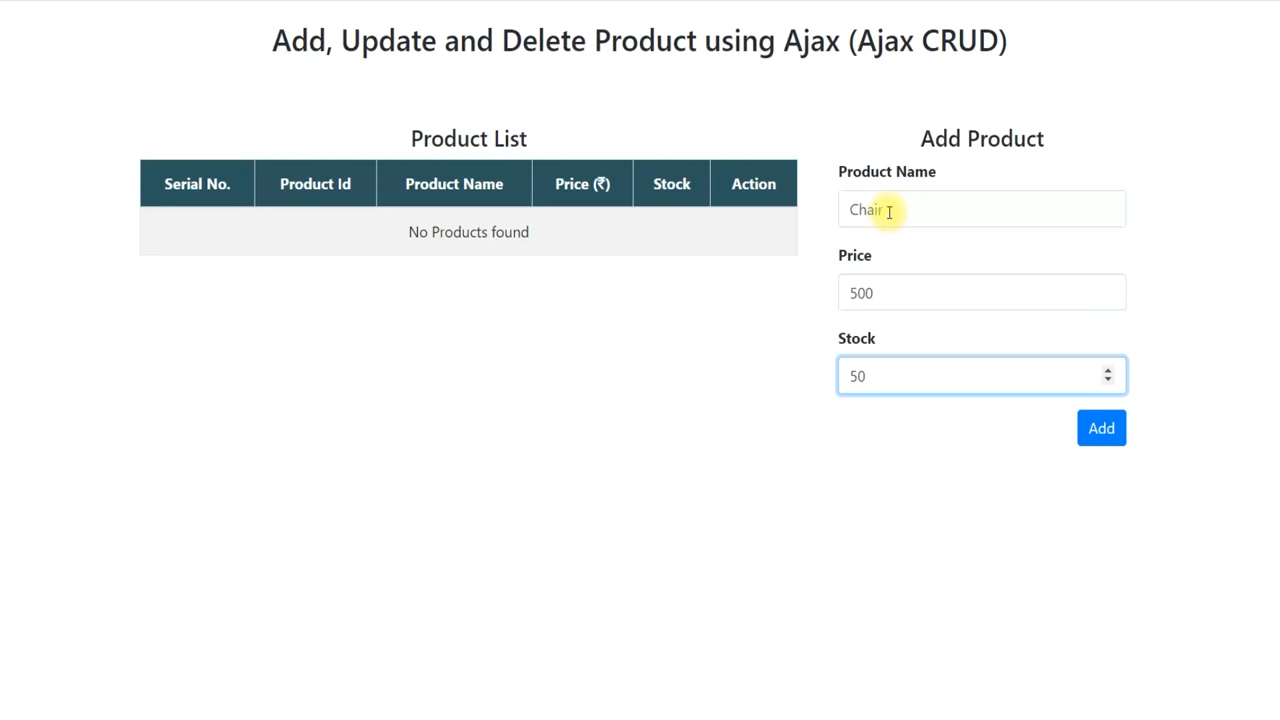 Add, Update and Delete Product using Ajax (Ajax CRUD)
Product List
Serial No. Product Id Product Name Price (₹) Stock Action
No Products found
Add Product
Product Name
Chair
Price
500
Stock
50
Add